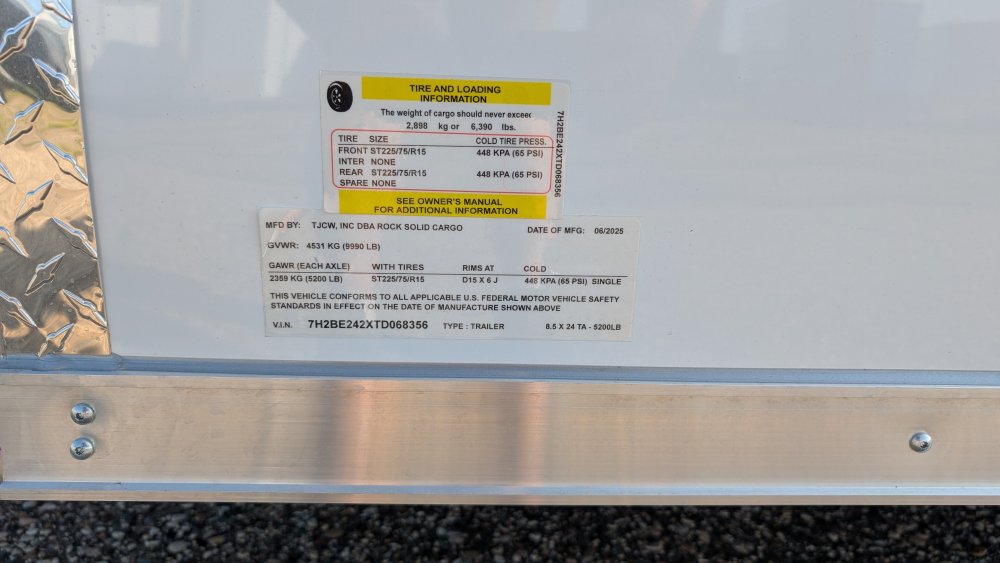 TIRE AND LOADING
INFORMATION
The weight of cargo should never exceed
2,898 kg or 6,390 lbs.
TIRE SIZE COLD TIRE PRESS.
FRONT ST225/75/R15 448 KPA (65 PSI)
INTER NONE
REAR ST225/75/R15 448 KPA (65 PSI)
SPARE NONE
SEE OWNER'S MANUAL
FOR ADDITIONAL INFORMATION
7H2BE242XTD068356
MFD BY: TJCW, INC DBA ROCK SOLID CARGO DATE OF MFG: 06/2025
GVWR: 4531 KG (9990 LB)
GAWR (EACH AXLE) WITH TIRES RIMS AT COLD
2359 KG (5200 LB) ST225/75/R15 D15 X 6 J 448 KPA (65 PSI) SINGLE
THIS VEHICLE CONFORMS TO ALL APPLICABLE U.S. FEDERAL MOTOR VEHICLE SAFETY
STANDARDS IN EFFECT ON THE DATE OF MANUFACTURE SHOWN ABOVE
V.I.N. 7H2BE242XTD068356 TYPE : TRAILER 8.5 X 24 TA - 5200LB